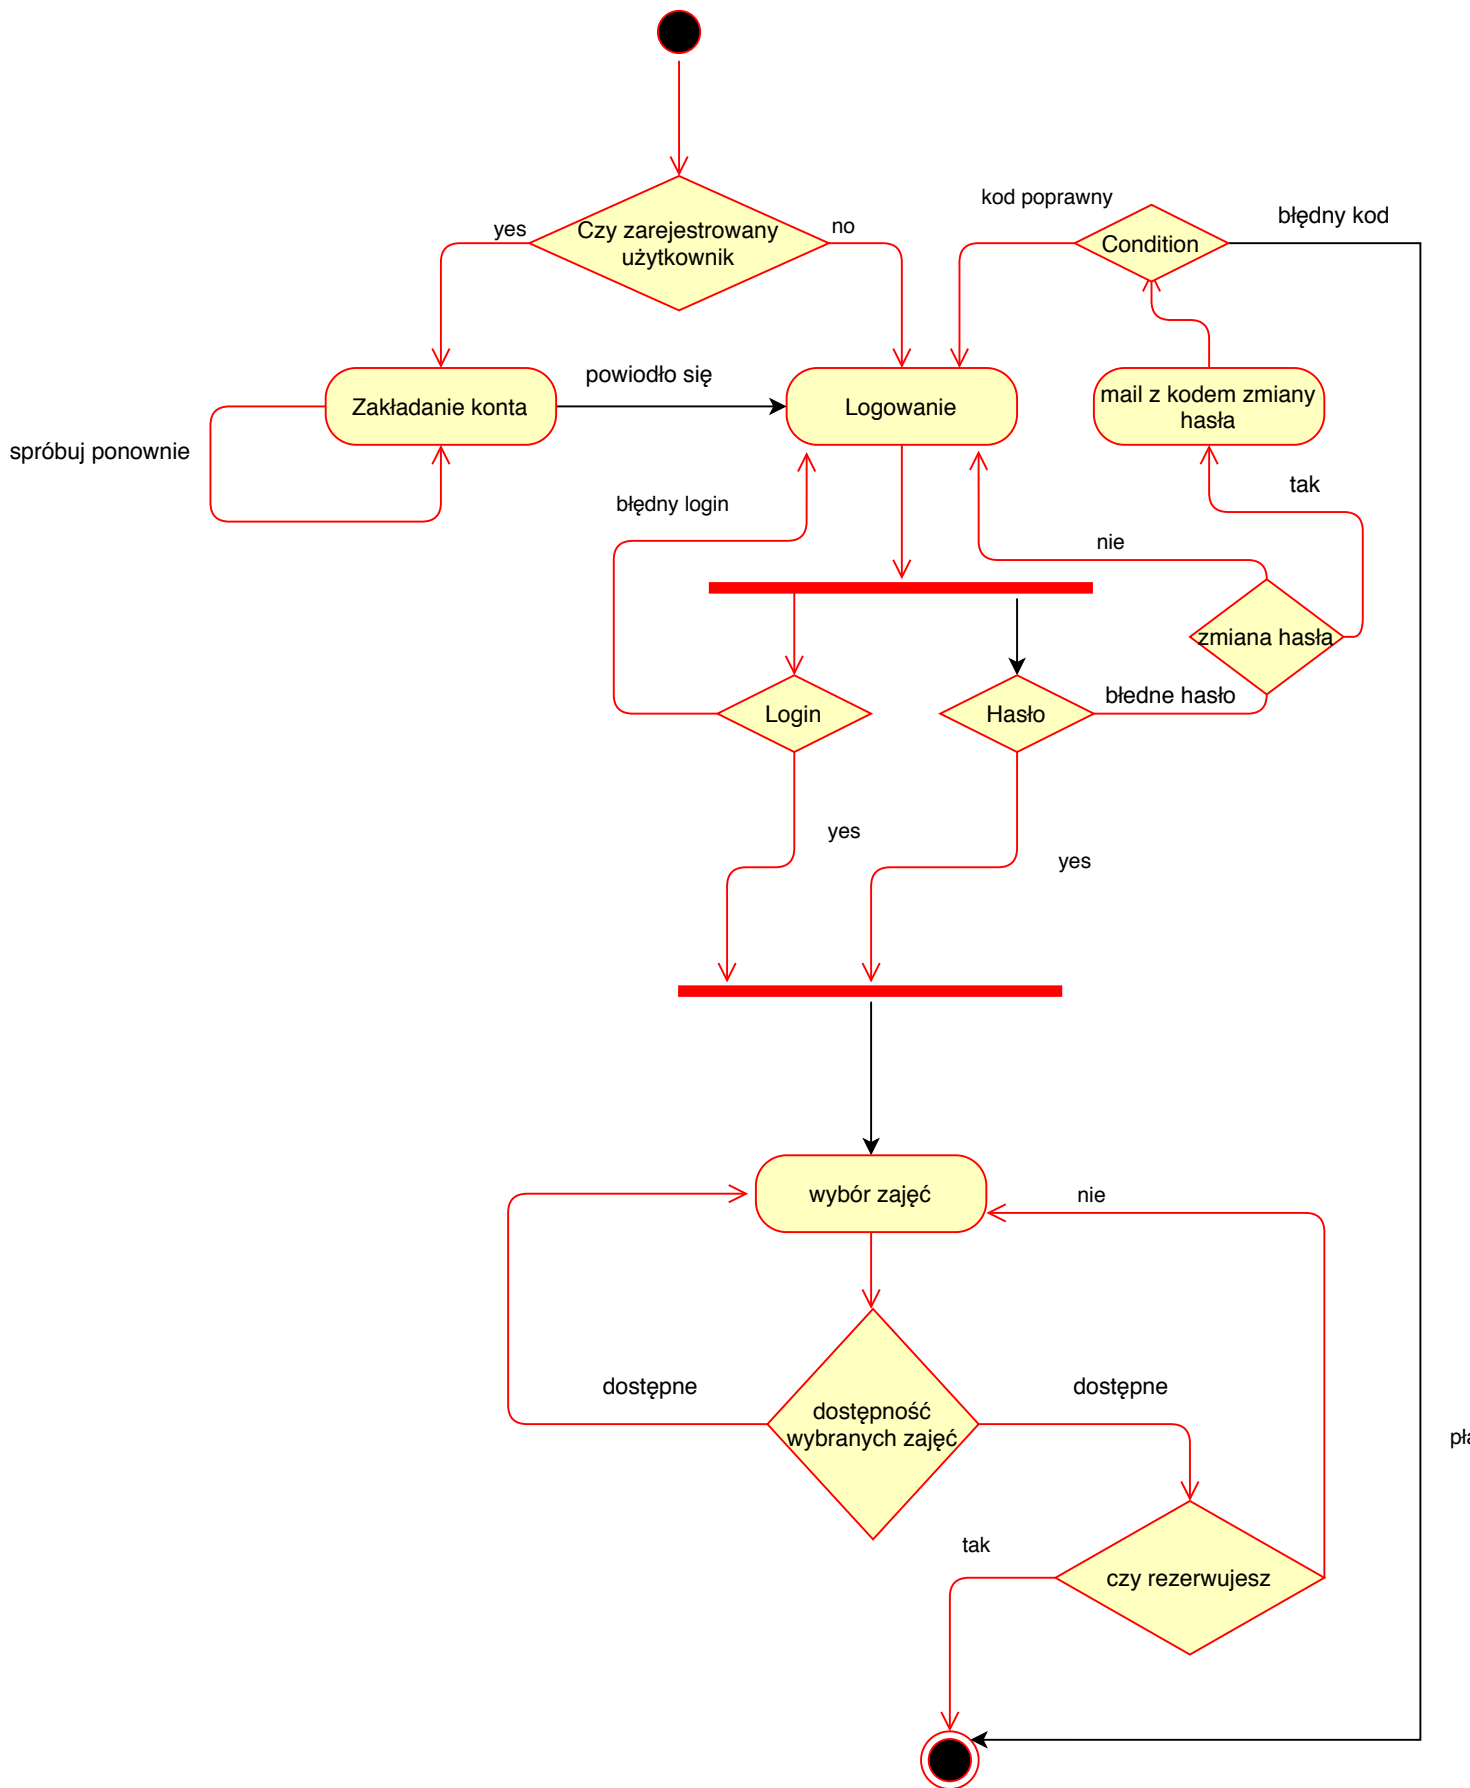 kod poprawny
błędny kod
yes
Czy zarejestrowany
użytkownik
no
Condition
powiodło się
Zakładanie konta
Logowanie
mail z kodem zmiany
hasła
spróbuj ponownie
błędny login
tak
nie
zmiana hasła
Login
Hasło
błedne hasło
yes
yes
wybór zajęć
nie
dostępne
dostępne
dostępność
wybranych zajęć
tak
czy rezerwujesz